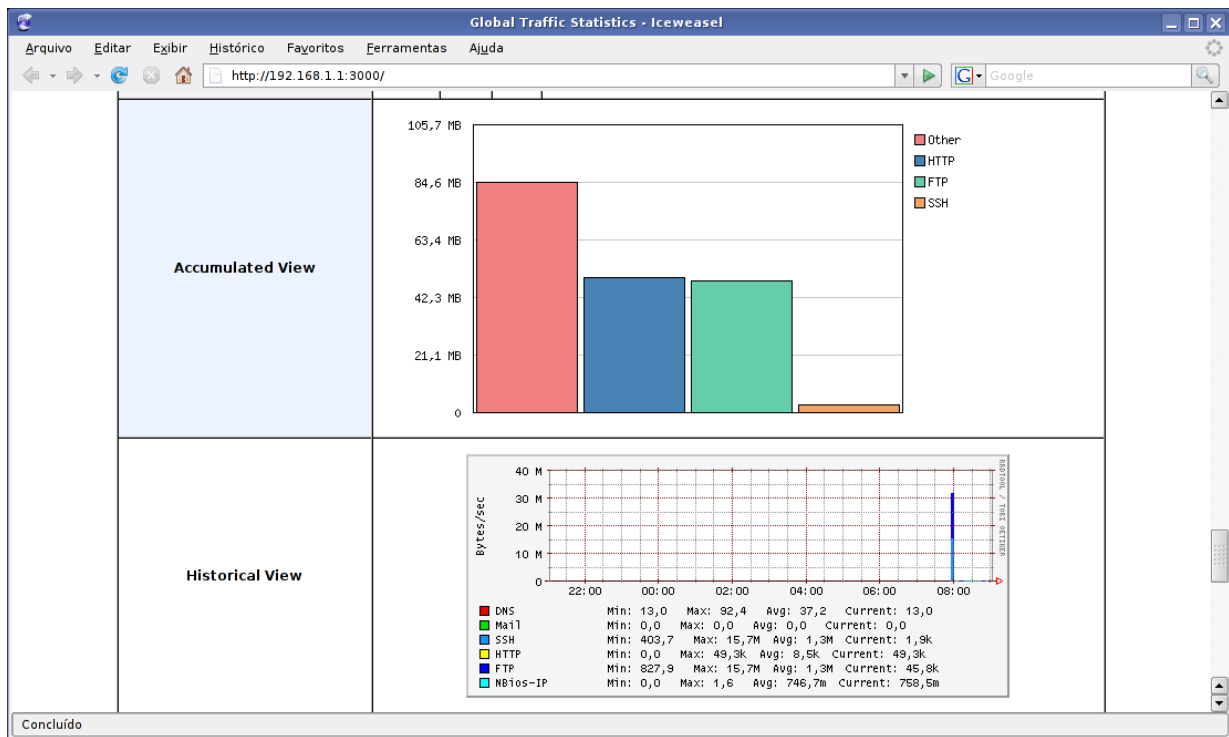 Global Traffic Statistics - Iceweasel
Arquivo Editar Exibir Histórico Favoritos Ferramentas Ajuda
http://192.168.1.1:3000/
G Google
Accumulated View
105,7 MB
84,6 MB
63,4 MB
42,3 MB
21,1 MB
0
Other
HTTP
FTP
SSH
Historical View
Bytes/sec
40 M
30 M
20 M
10 M
0
22:00 00:00 02:00 04:00 06:00 08:00
RRDTOOL / TOBI OETIKER
DNS Min: 13,0 Max: 92,4 Avg: 37,2 Current: 13,0
Mail Min: 0,0 Max: 0,0 Avg: 0,0 Current: 0,0
SSH Min: 403,7 Max: 15,7M Avg: 1,3M Current: 1,9k
HTTP Min: 0,0 Max: 49,3k Avg: 8,5k Current: 49,3k
FTP Min: 827,9 Max: 15,7M Avg: 1,3M Current: 45,8k
NBios-IP Min: 0,0 Max: 1,6 Avg: 746,7m Current: 758,5m
Concluído